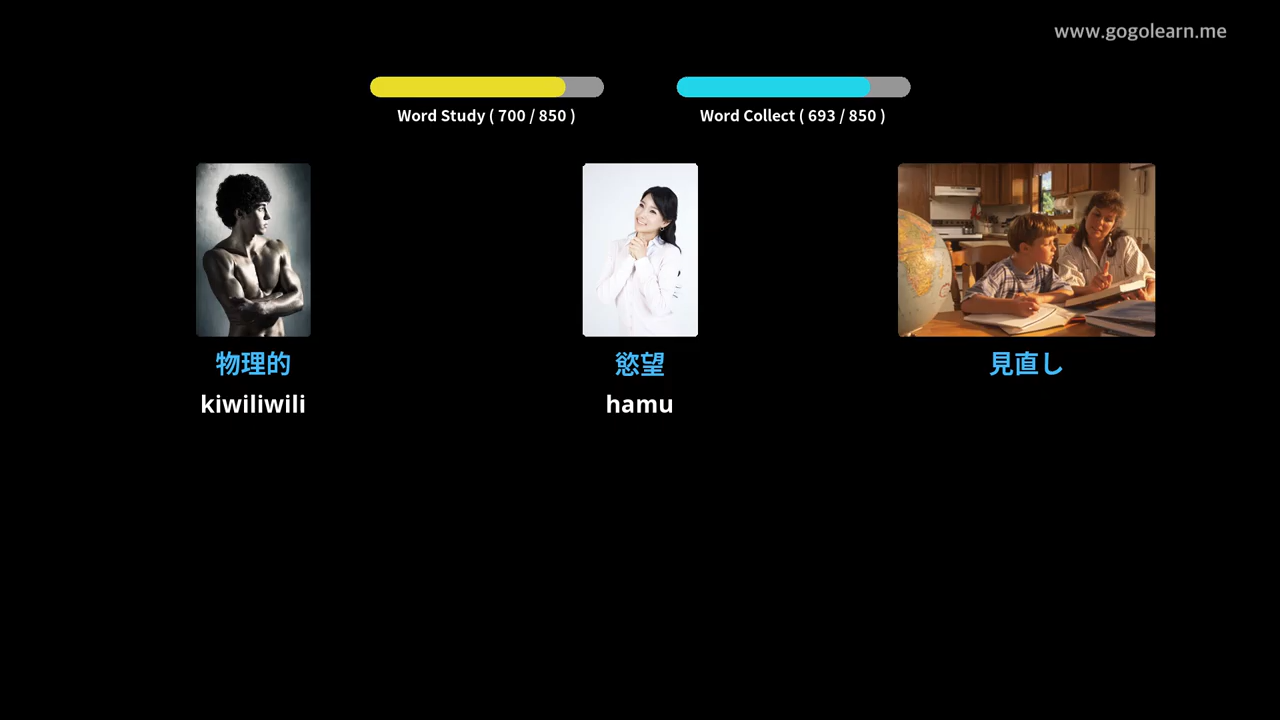 www.gogolearn.me
Word Study ( 700 / 850 )
Word Collect ( 693 / 850 )
物理的
慾望
見直し
kiwiliwili
hamu